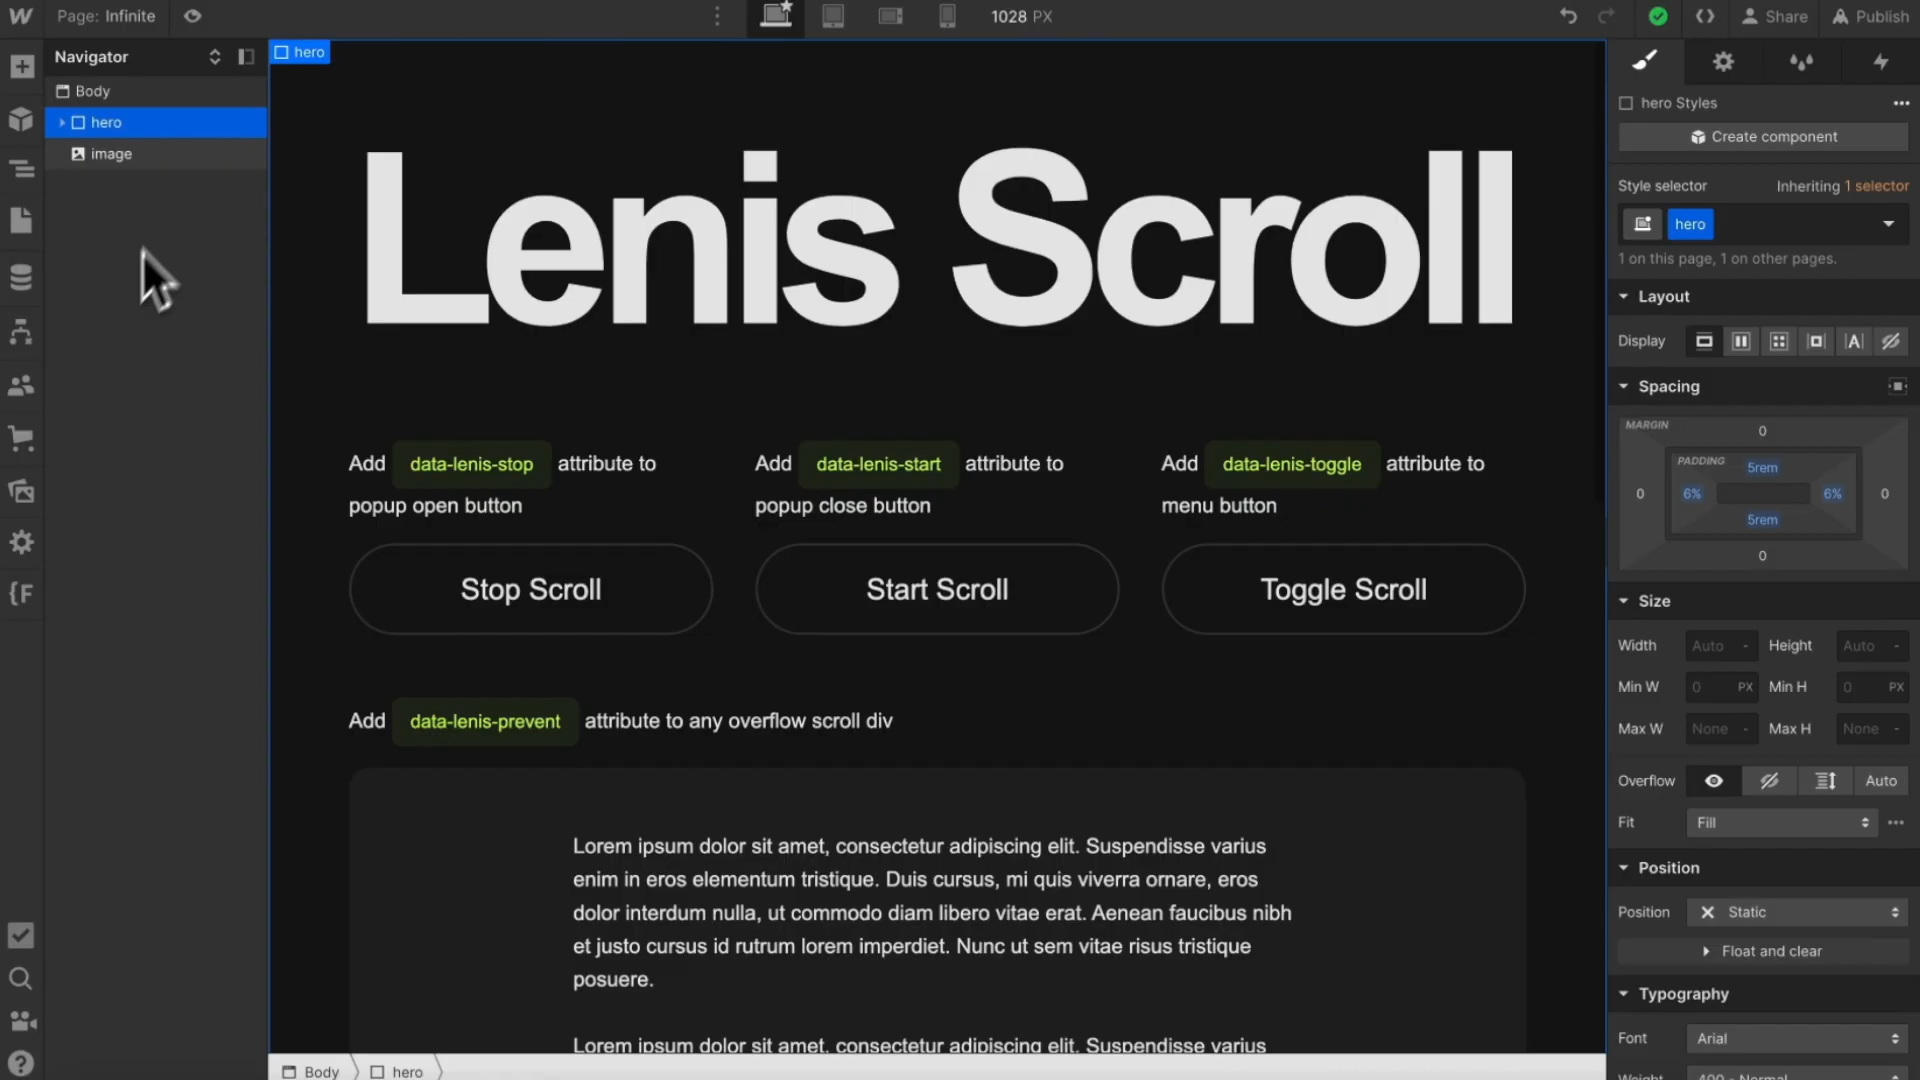 W Page: Infinite
1028 PX
Share
Publish
Navigator
Body
hero
image
hero
Lenis Scroll
Add data-lenis-stop attribute to
popup open button
Add data-lenis-start attribute to
popup close button
Add data-lenis-toggle attribute to
menu button
Stop Scroll
Start Scroll
Toggle Scroll
Add data-lenis-prevent attribute to any overflow scroll div
Lorem ipsum dolor sit amet, consectetur adipiscing elit. Suspendisse varius
enim in eros elementum tristique. Duis cursus, mi quis viverra ornare, eros
dolor interdum nulla, ut commodo diam libero vitae erat. Aenean faucibus nibh
et justo cursus id rutrum lorem imperdiet. Nunc ut sem vitae risus tristique
posuere.
Lorem ipsum dolor sit amet, consectetur adipiscing elit. Suspendisse varius
Body
hero
{F
hero Styles
Create component
Style selector
Inheriting 1 selector
hero
1 on this page, 1 on other pages.
Layout
Display
A
Spacing
MARGIN
0
PADDING
5rem
0
6%
6%
0
5rem
0
Size
Width Auto -
Height Auto -
Min W 0 PX
Min H 0 PX
Max W None -
Max H None -
Overflow
Auto
Fit Fill
Position
Position Static
Float and clear
Typography
Font Arial
Weight 400 - Normal